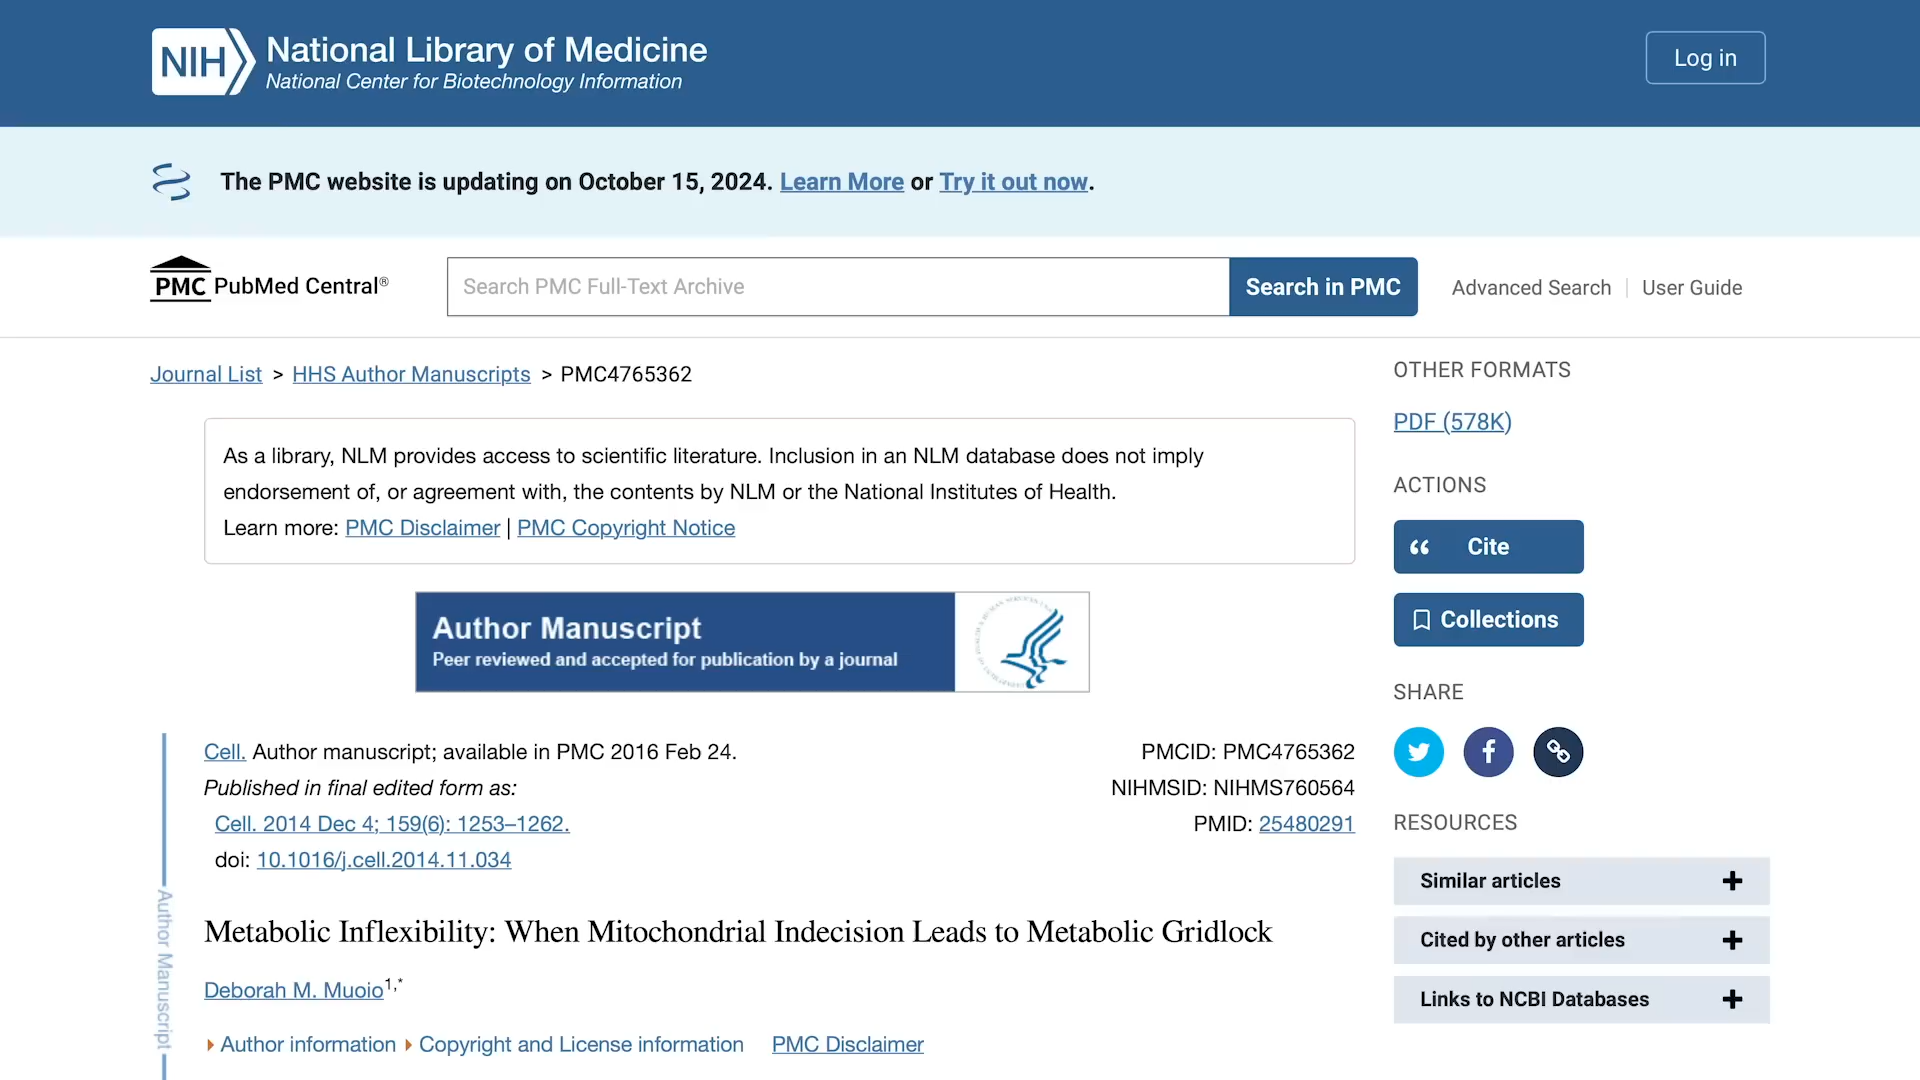 NIH National Library of Medicine
National Center for Biotechnology Information
Log in
The PMC website is updating on October 15, 2024. Learn More or Try it out now.
PMC PubMed Central®
Search PMC Full-Text Archive
Search in PMC
Advanced Search
User Guide
Journal List > HHS Author Manuscripts > PMC4765362
As a library, NLM provides access to scientific literature. Inclusion in an NLM database does not imply
endorsement of, or agreement with, the contents by NLM or the National Institutes of Health.
Learn more: PMC Disclaimer | PMC Copyright Notice
Author Manuscript
Peer reviewed and accepted for publication by a journal
Cell. Author manuscript; available in PMC 2016 Feb 24.
Published in final edited form as:
Cell. 2014 Dec 4; 159(6): 1253–1262.
doi: 10.1016/j.cell.2014.11.034
PMCID: PMC4765362
NIHMSID: NIHMS760564
PMID: 25480291
Metabolic Inflexibility: When Mitochondrial Indecision Leads to Metabolic Gridlock
Deborah M. Muoio1,*
Author information
Copyright and License information
PMC Disclaimer
Author Manuscript
OTHER FORMATS
PDF (578K)
ACTIONS
Cite
Collections
SHARE
RESOURCES
Similar articles
Cited by other articles
Links to NCBI Databases